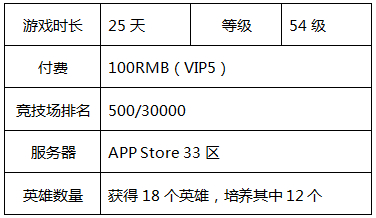 游戏时长 25 天 等级 54 级
付费 100RMB（VIP5）
竞技场排名 500/30000
服务器 APP Store 33 区
英雄数量 获得 18 个英雄，培养其中 12 个